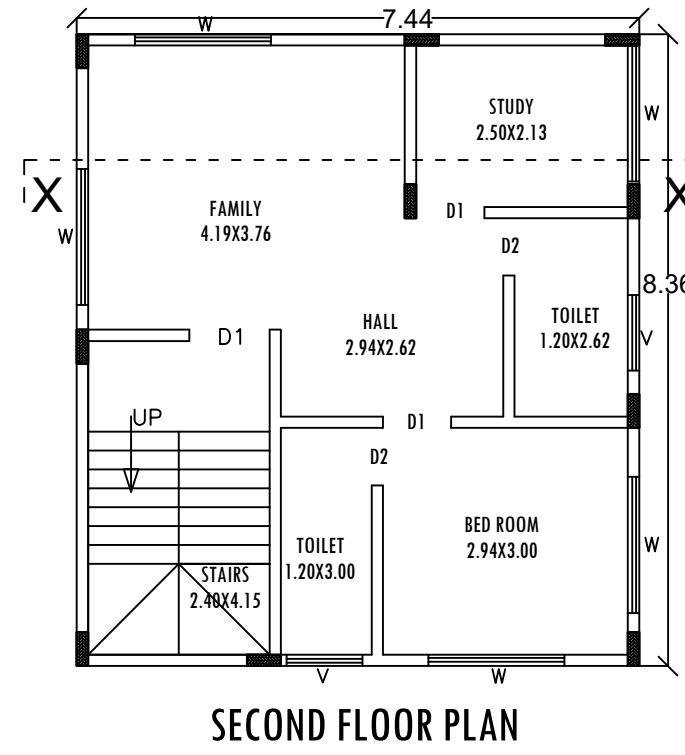 W
7.44
STUDY
2.50X2.13
W
X
X
D1
FAMILY
4.19X3.76
W
D2
8.36
HALL
2.94X2.62
TOILET
1.20X2.62
V
D1
UP
D1
D2
BED ROOM
2.94X3.00
W
TOILET
1.20X3.00
STAIRS
2.40X4.15
V
W
SECOND FLOOR PLAN